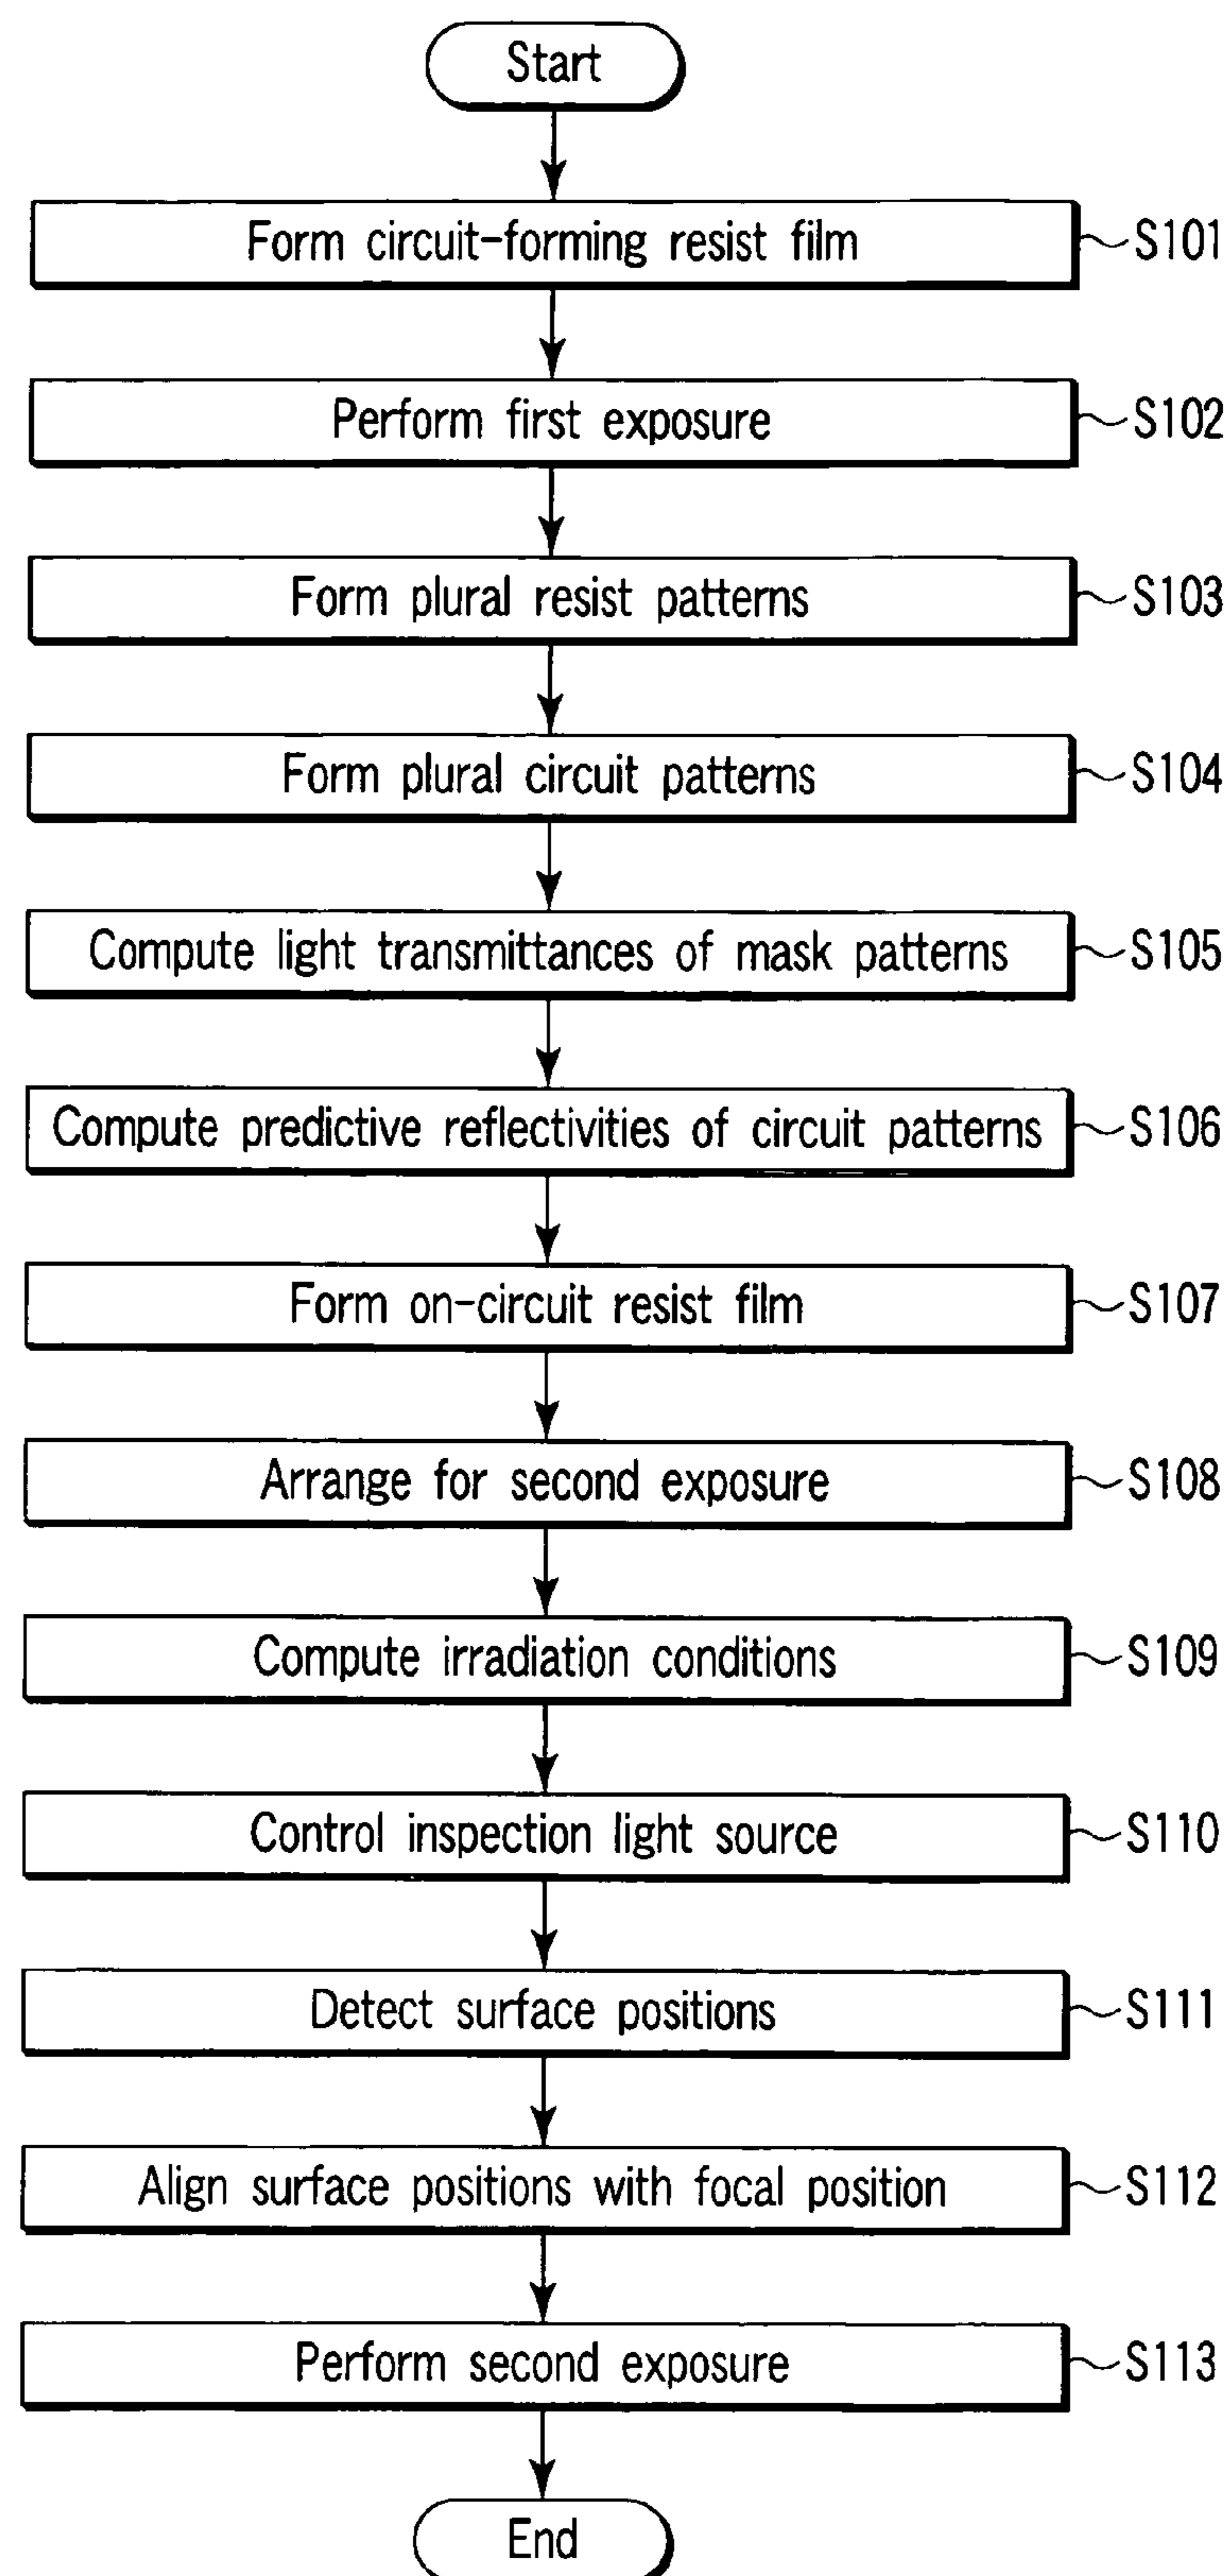 Start
Form circuit-forming resist film S101
Perform first exposure S102
Form plural resist patterns S103
Form plural circuit patterns S104
Compute light transmittances of mask patterns S105
Compute predictive reflectivities of circuit patterns S106
Form on-circuit resist film S107
Arrange for second exposure S108
Compute irradiation conditions S109
Control inspection light source S110
Detect surface positions S111
Align surface positions with focal position S112
Perform second exposure S113
End